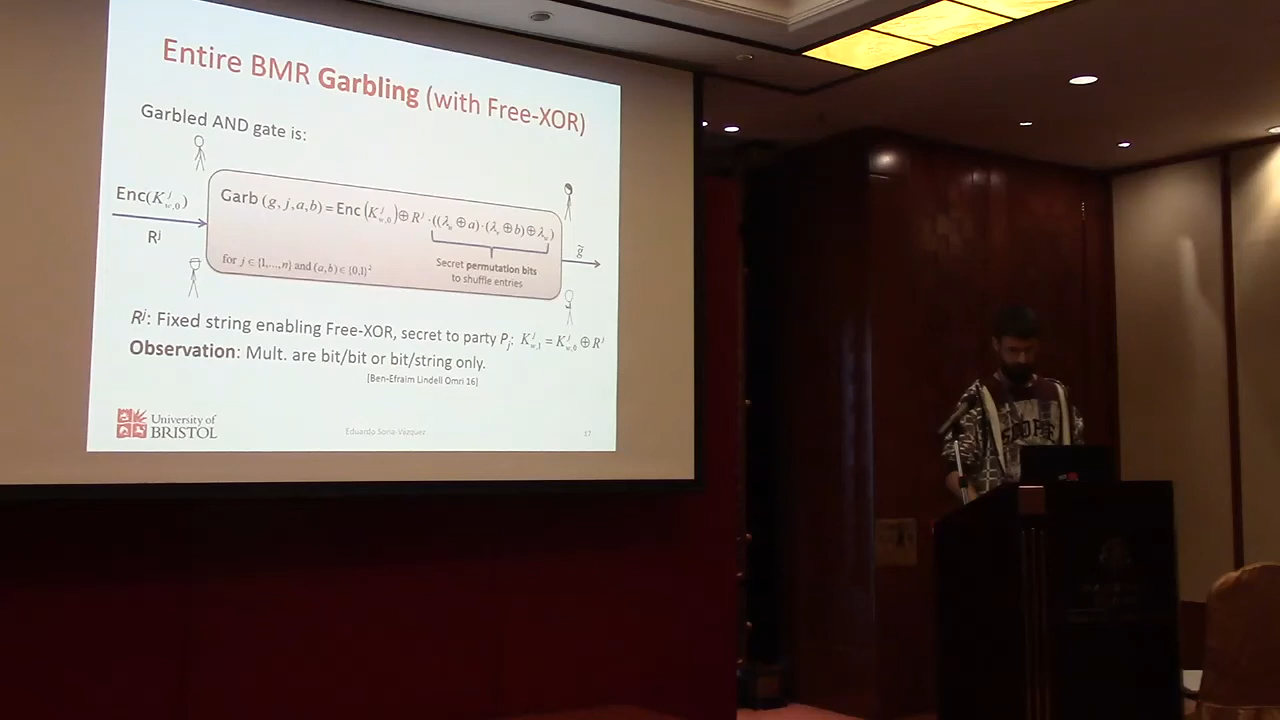 Entire BMR Garbling (with Free-XOR)
Garbled AND gate is:
Enc(K^j_{w,0})
R^j
Garb (g, j, a, b) = Enc (K^j_{w,0}) ⊕ R^j · ((λ_u ⊕ a) · (λ_v ⊕ b) ⊕ λ_w)
Secret permutation bits
to shuffle entries
for j ∈ {1,...,n} and (a,b) ∈ {0,1}^2
g̃
R^j: Fixed string enabling Free-XOR, secret to party P_j: K^j_{w,1} = K^j_{w,0} ⊕ R^j
Observation: Mult. are bit/bit or bit/string only.
[Ben-Efraim Lindell Omri 16]
University of
BRISTOL
Eduardo Soria-Vazquez
17